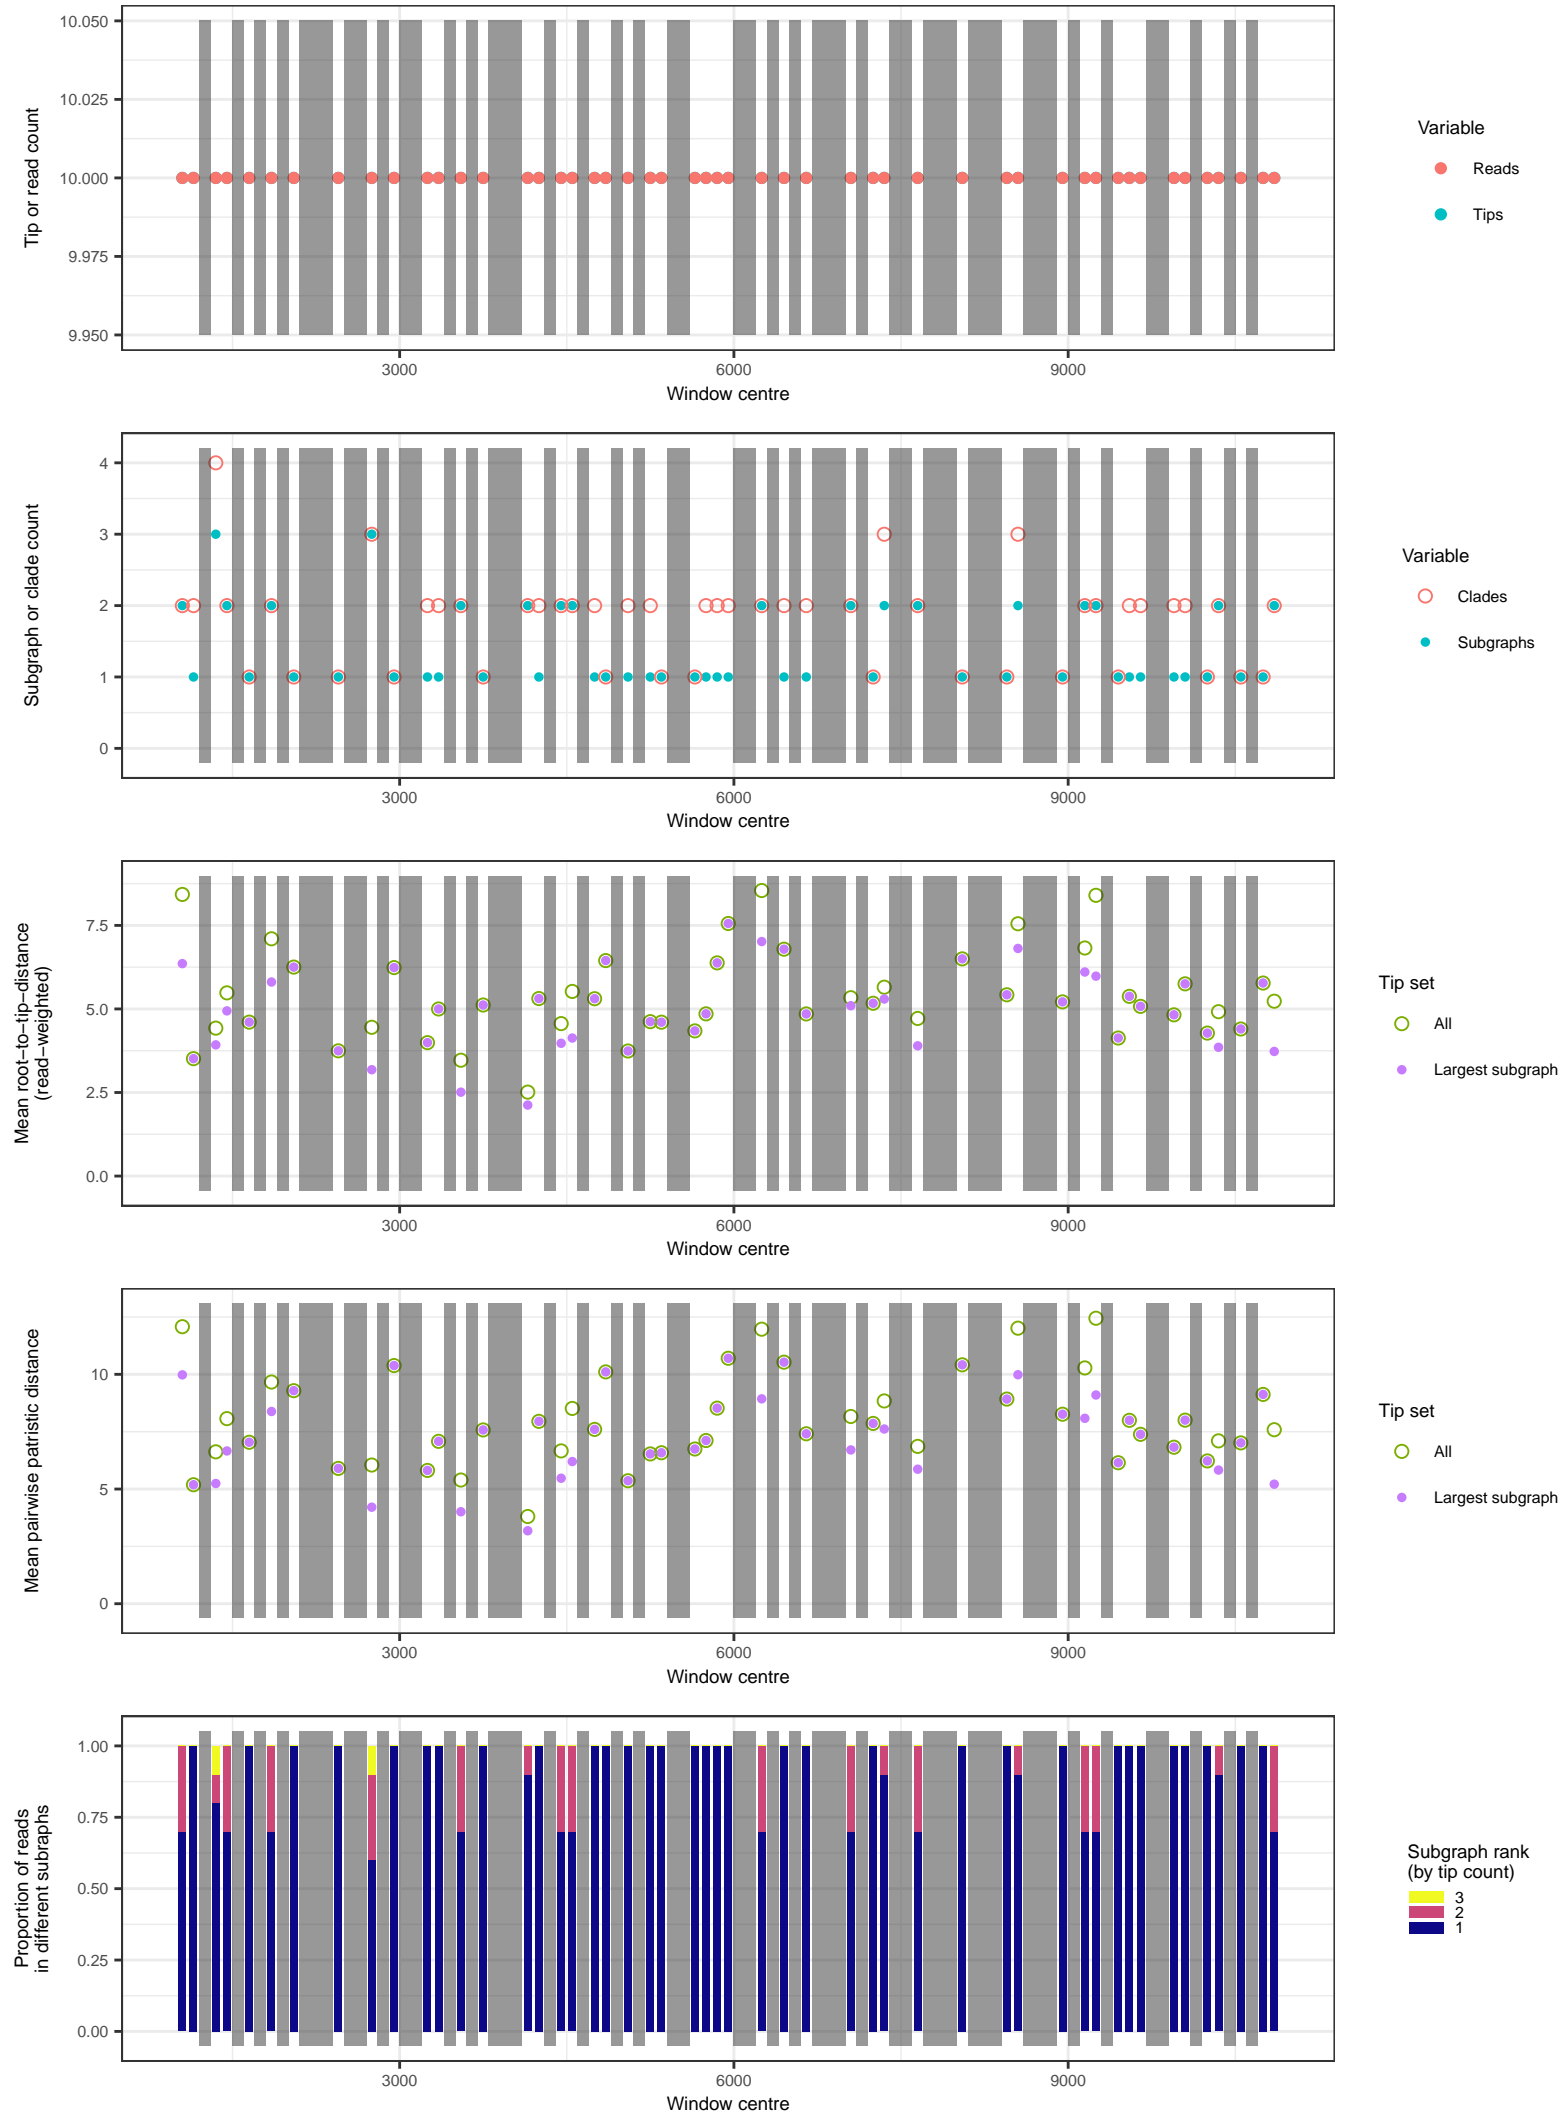 10.050
10.025
10.000
9.975
9.950
Tip or read count
3000
6000
9000
Window centre
Variable
Reads
Tips
4
3
2
1
0
Subgraph or clade count
3000
6000
9000
Window centre
Variable
Clades
Subgraphs
7.5
5.0
2.5
0.0
Mean root−to−tip−distance
(read−weighted)
3000
6000
9000
Window centre
Tip set
All
Largest subgraph
10
5
0
Mean pairwise patristic distance
3000
6000
9000
Window centre
Tip set
All
Largest subgraph
1.00
0.75
0.50
0.25
0.00
Proportion of reads
in different subraphs
3000
6000
9000
Window centre
Subgraph rank
(by tip count)
3
2
1